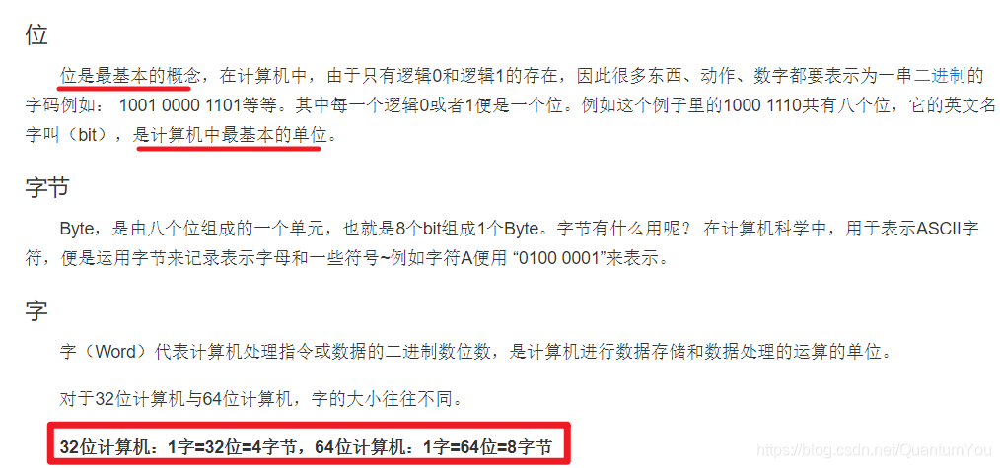 位
位是最基本的概念，在计算机中，由于只有逻辑0和逻辑1的存在，因此很多东西、动作、数字都要表示为一串二进制的
字码例如： 1001 0000 1101等等。其中每一个逻辑0或者1便是一个位。例如这个例子里的1000 1110共有八个位，它的英文名
字叫（bit），是计算机中最基本的单位。
字节
Byte，是由八个位组成的一个单元，也就是8个bit组成1个Byte。字节有什么用呢？ 在计算机科学中，用于表示ASCII字
符，便是运用字节来记录表示字母和一些符号~例如字符A便用 “0100 0001”来表示。
字
字（Word）代表计算机处理指令或数据的二进制数位数，是计算机进行数据存储和数据处理的运算的单位。
对于32位计算机与64位计算机，字的大小往往不同。
32位计算机：1字=32位=4字节，64位计算机：1字=64位=8字节
https://blog.csdn.net/QuantumYou